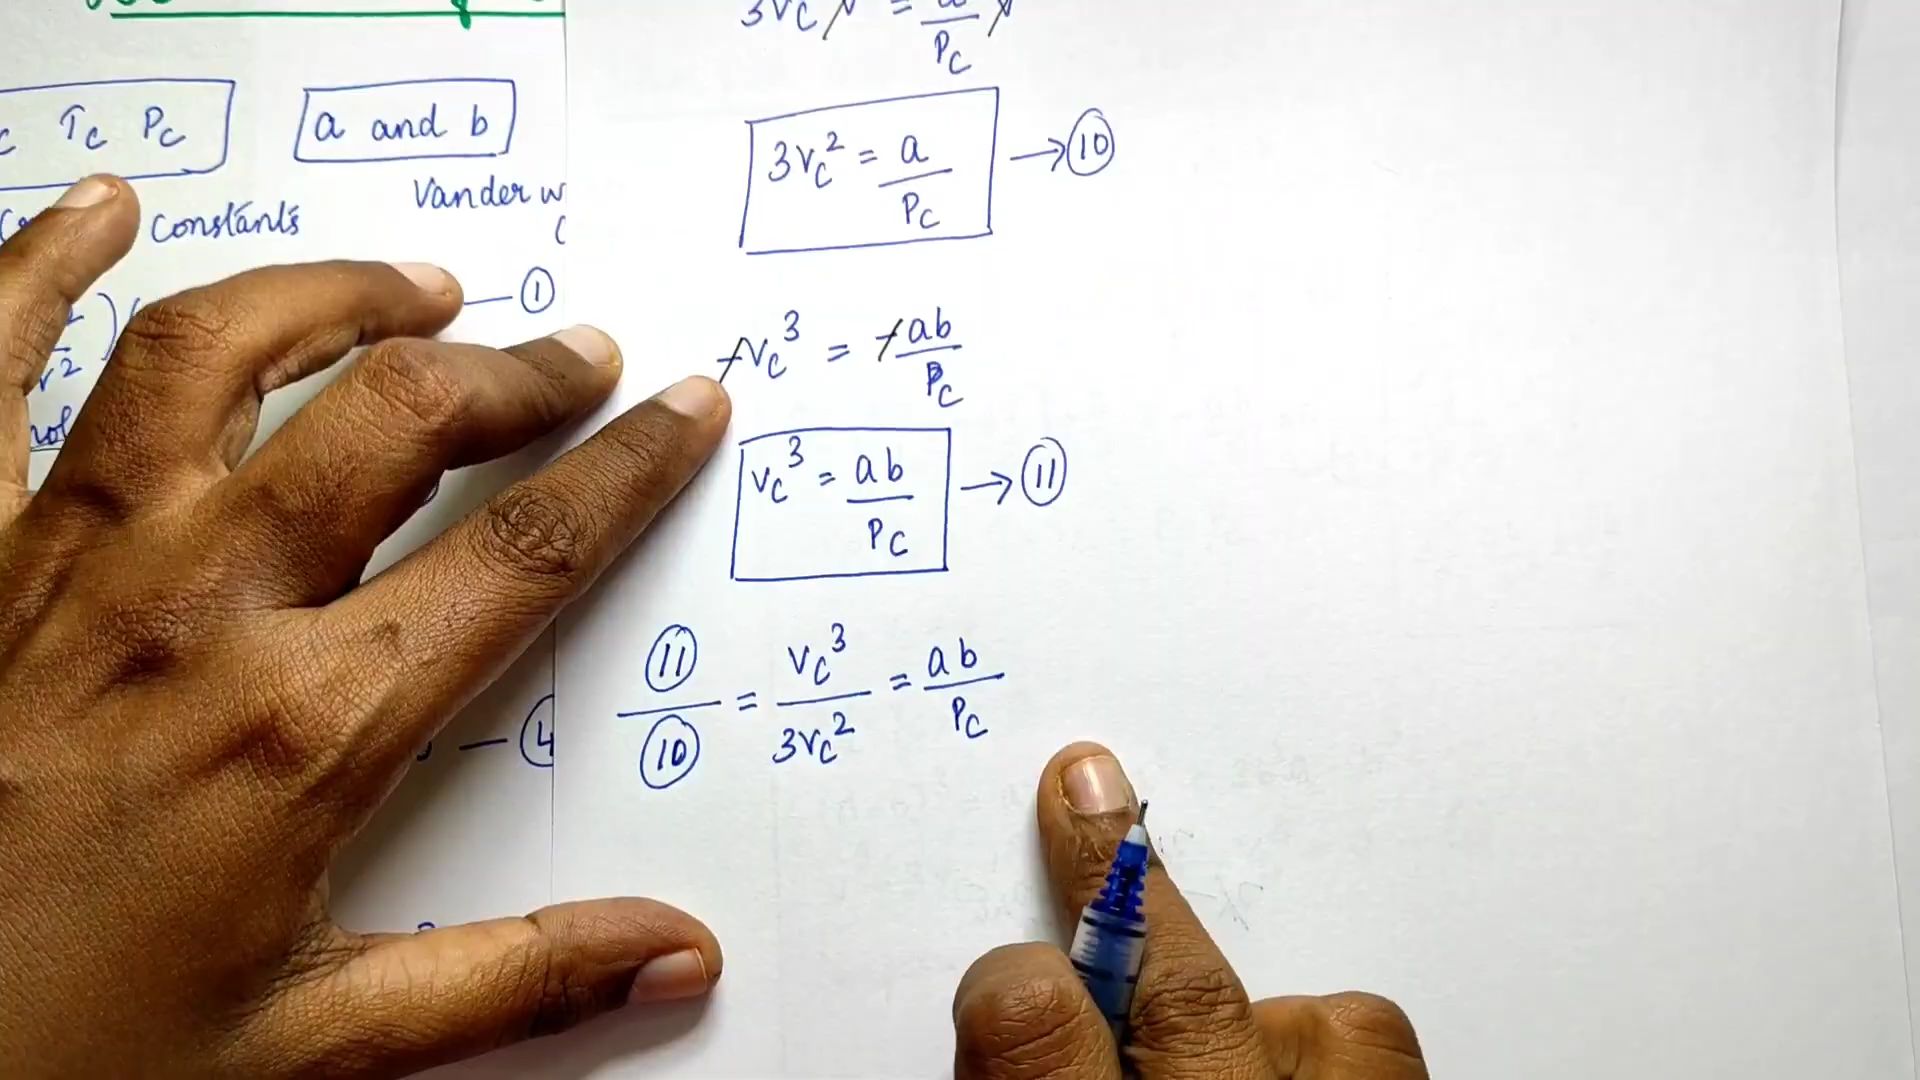 Tc Pc
a and b
Vander w
constants
— ①
— ④
3Vc = a/Pc
3Vc² = a/Pc → ⑩
-Vc³ = -ab/Pc
Vc³ = ab/Pc → ⑪
⑪/⑩ = Vc³/3Vc² = ab/Pc